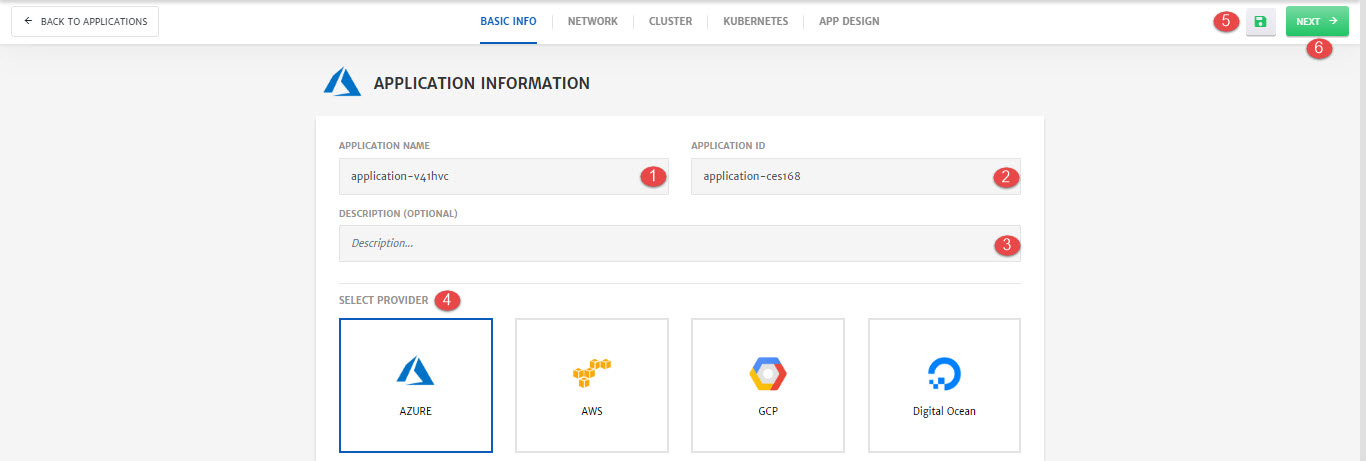 BACK TO APPLICATIONS
BASIC INFO NETWORK CLUSTER KUBERNETES APP DESIGN
5 NEXT
6
APPLICATION INFORMATION
APPLICATION NAME APPLICATION ID
application-v41hvc 1 application-ces168 2
DESCRIPTION (OPTIONAL)
Description... 3
SELECT PROVIDER 4
AZURE AWS GCP Digital Ocean